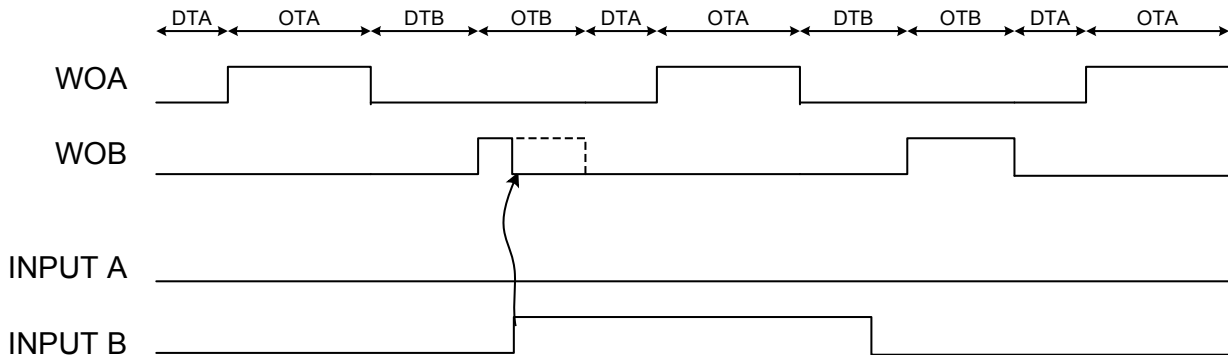 DTA OTA DTB OTB DTA OTA DTB OTB DTA OTA
WOA
WOB
INPUT A
INPUT B